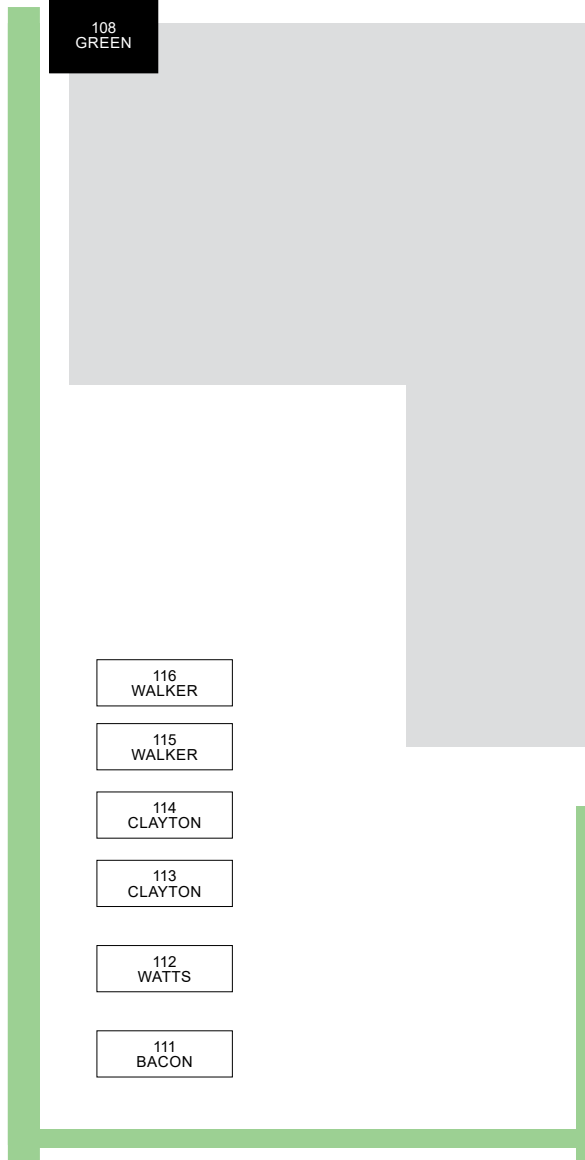 108
GREEN
116
WALKER
115
WALKER
114
CLAYTON
113
CLAYTON
112
WATTS
111
BACON